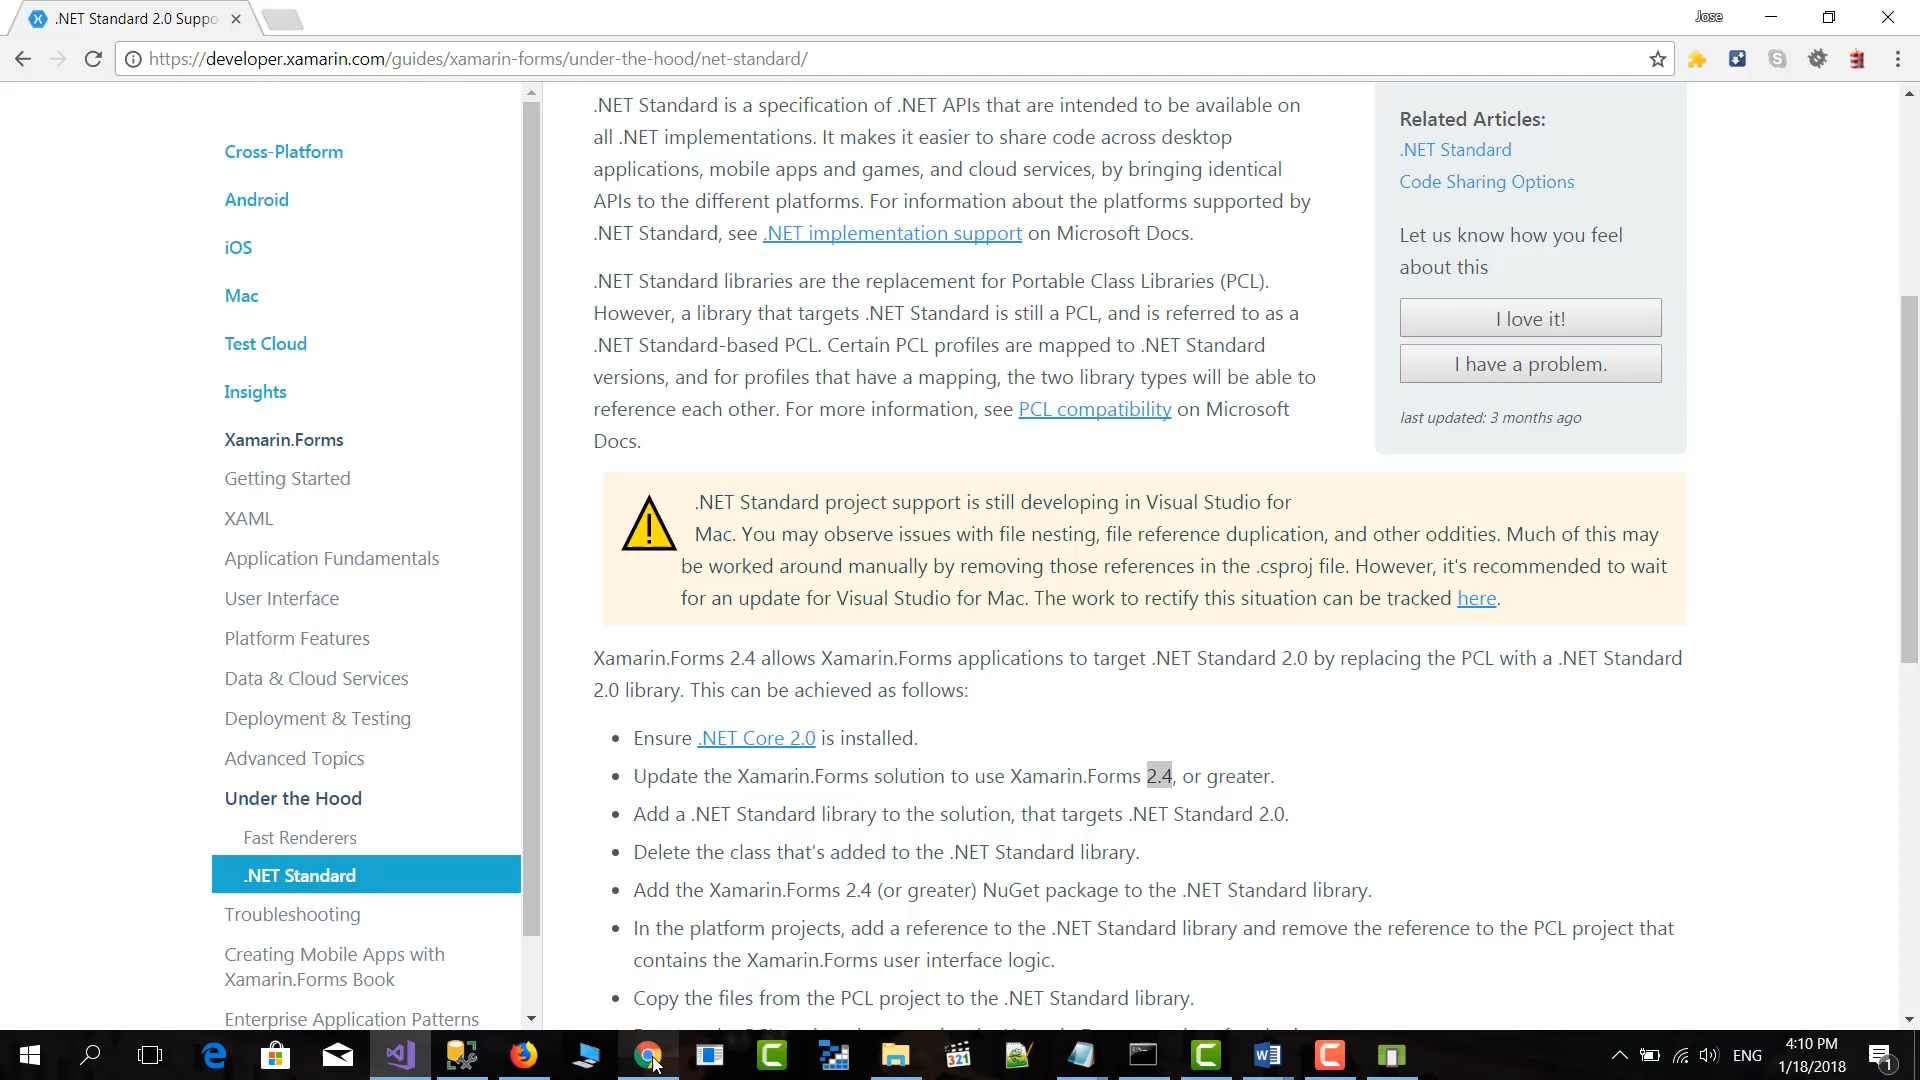 .NET Standard 2.0 Suppo
Jose
https://developer.xamarin.com/guides/xamarin-forms/under-the-hood/net-standard/
Cross-Platform
Android
iOS
Mac
Test Cloud
Insights
Xamarin.Forms
Getting Started
XAML
Application Fundamentals
User Interface
Platform Features
Data & Cloud Services
Deployment & Testing
Advanced Topics
Under the Hood
Fast Renderers
.NET Standard
Troubleshooting
Creating Mobile Apps with
Xamarin.Forms Book
Enterprise Application Patterns
.NET Standard is a specification of .NET APIs that are intended to be available on
all .NET implementations. It makes it easier to share code across desktop
applications, mobile apps and games, and cloud services, by bringing identical
APIs to the different platforms. For information about the platforms supported by
.NET Standard, see .NET implementation support on Microsoft Docs.
.NET Standard libraries are the replacement for Portable Class Libraries (PCL).
However, a library that targets .NET Standard is still a PCL, and is referred to as a
.NET Standard-based PCL. Certain PCL profiles are mapped to .NET Standard
versions, and for profiles that have a mapping, the two library types will be able to
reference each other. For more information, see PCL compatibility on Microsoft
Docs.
Related Articles:
.NET Standard
Code Sharing Options
Let us know how you feel
about this
I love it!
I have a problem.
last updated: 3 months ago
.NET Standard project support is still developing in Visual Studio for
Mac. You may observe issues with file nesting, file reference duplication, and other oddities. Much of this may
be worked around manually by removing those references in the .csproj file. However, it's recommended to wait
for an update for Visual Studio for Mac. The work to rectify this situation can be tracked here.
Xamarin.Forms 2.4 allows Xamarin.Forms applications to target .NET Standard 2.0 by replacing the PCL with a .NET Standard
2.0 library. This can be achieved as follows:
• Ensure .NET Core 2.0 is installed.
• Update the Xamarin.Forms solution to use Xamarin.Forms 2.4, or greater.
• Add a .NET Standard library to the solution, that targets .NET Standard 2.0.
• Delete the class that's added to the .NET Standard library.
• Add the Xamarin.Forms 2.4 (or greater) NuGet package to the .NET Standard library.
• In the platform projects, add a reference to the .NET Standard library and remove the reference to the PCL project that
contains the Xamarin.Forms user interface logic.
• Copy the files from the PCL project to the .NET Standard library.
321
ENG
4:10 PM
1/18/2018
1